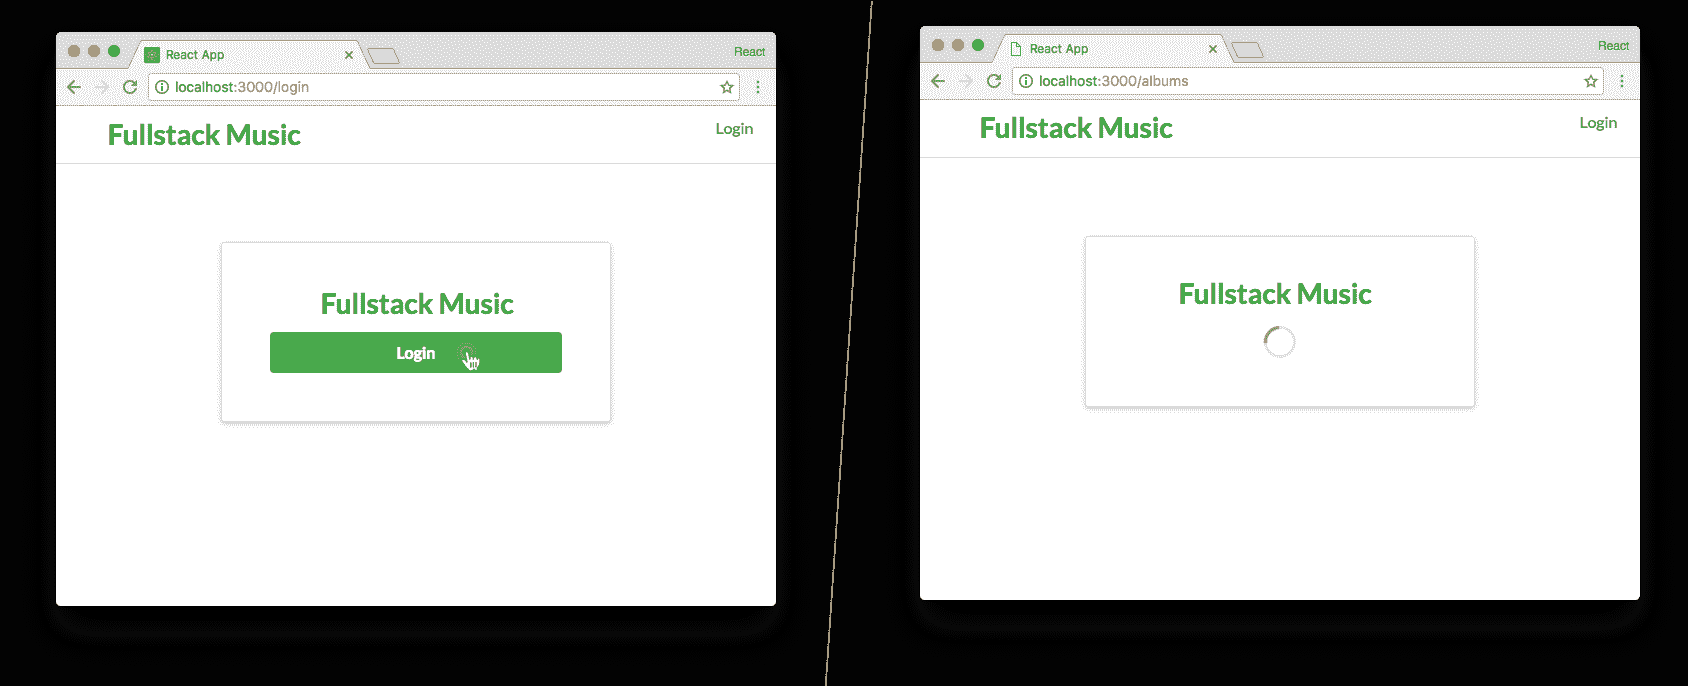 React App
React
localhost:3000/login
Fullstack Music
Login
Fullstack Music
Login
React App
React
localhost:3000/albums
Fullstack Music
Login
Fullstack Music